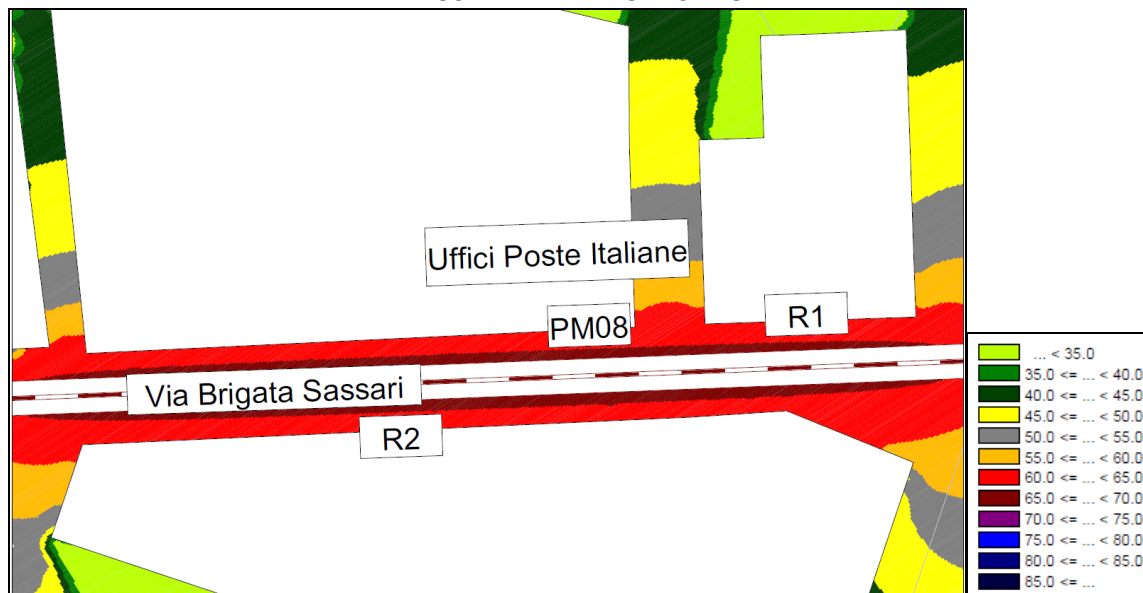 Uffici Poste Italiane
PM08
R1
Via Brigata Sassari
R2
... < 35.0
35.0 <= ... < 40.0
40.0 <= ... < 45.0
45.0 <= ... < 50.0
50.0 <= ... < 55.0
55.0 <= ... < 60.0
60.0 <= ... < 65.0
65.0 <= ... < 70.0
70.0 <= ... < 75.0
75.0 <= ... < 80.0
80.0 <= ... < 85.0
85.0 <= ...